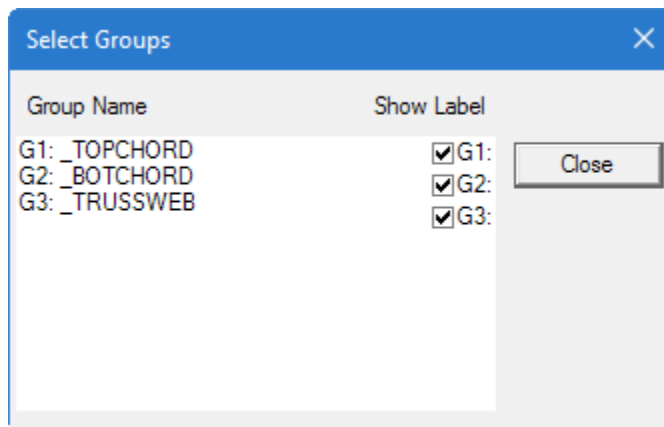 Select Groups
Group Name Show Label
G1: _TOPCHORD G1:
G2: _BOTCHORD G2:
G3: _TRUSSWEB G3:
Close